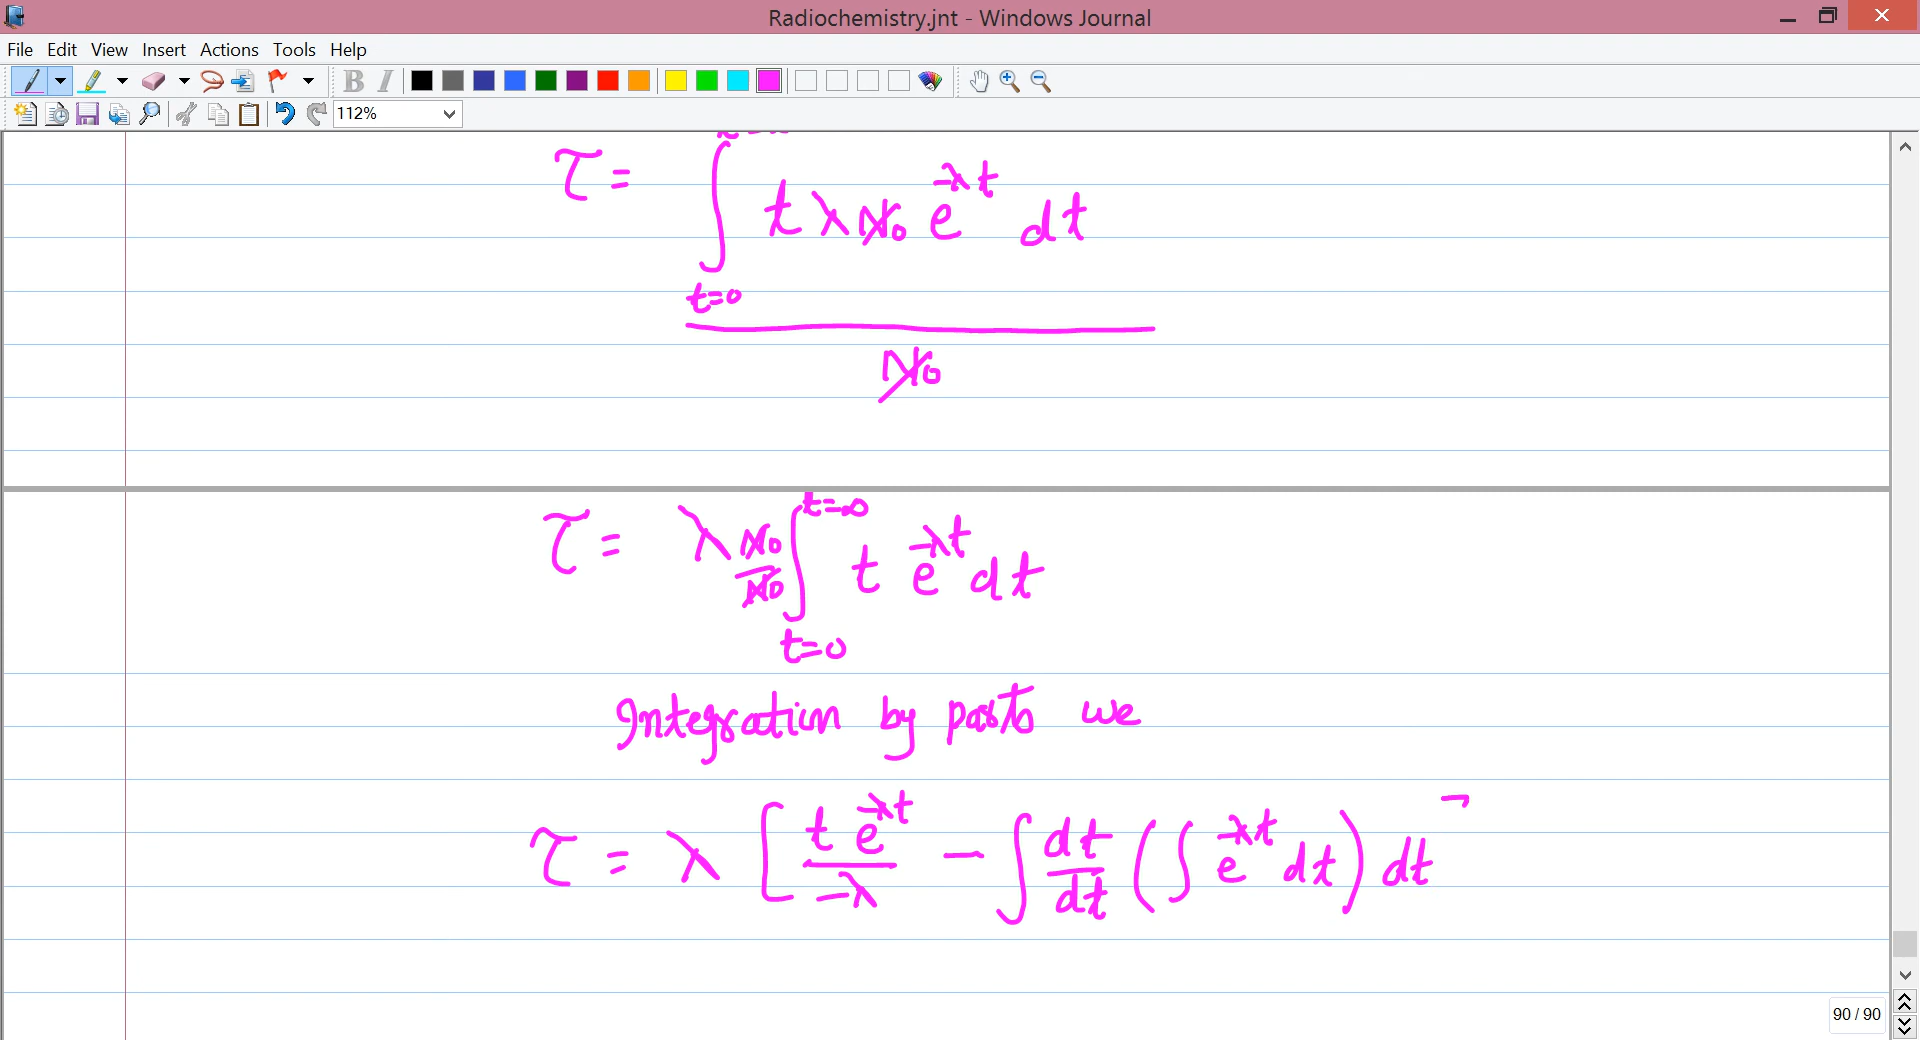 Radiochemistry.jnt - Windows Journal
File Edit View Insert Actions Tools Help
B I
112%
τ = ∫ t λ N₀ e^(-λt) dt
t=0
N₀
τ = λ N₀/N₀ ∫ t e^(-λt) dt
t=∞
t=0
Integration by parts we
τ = λ [ t e^(-λt)/-λ - ∫ dt/dt ( ∫ e^(-λt) dt ) dt
90 / 90